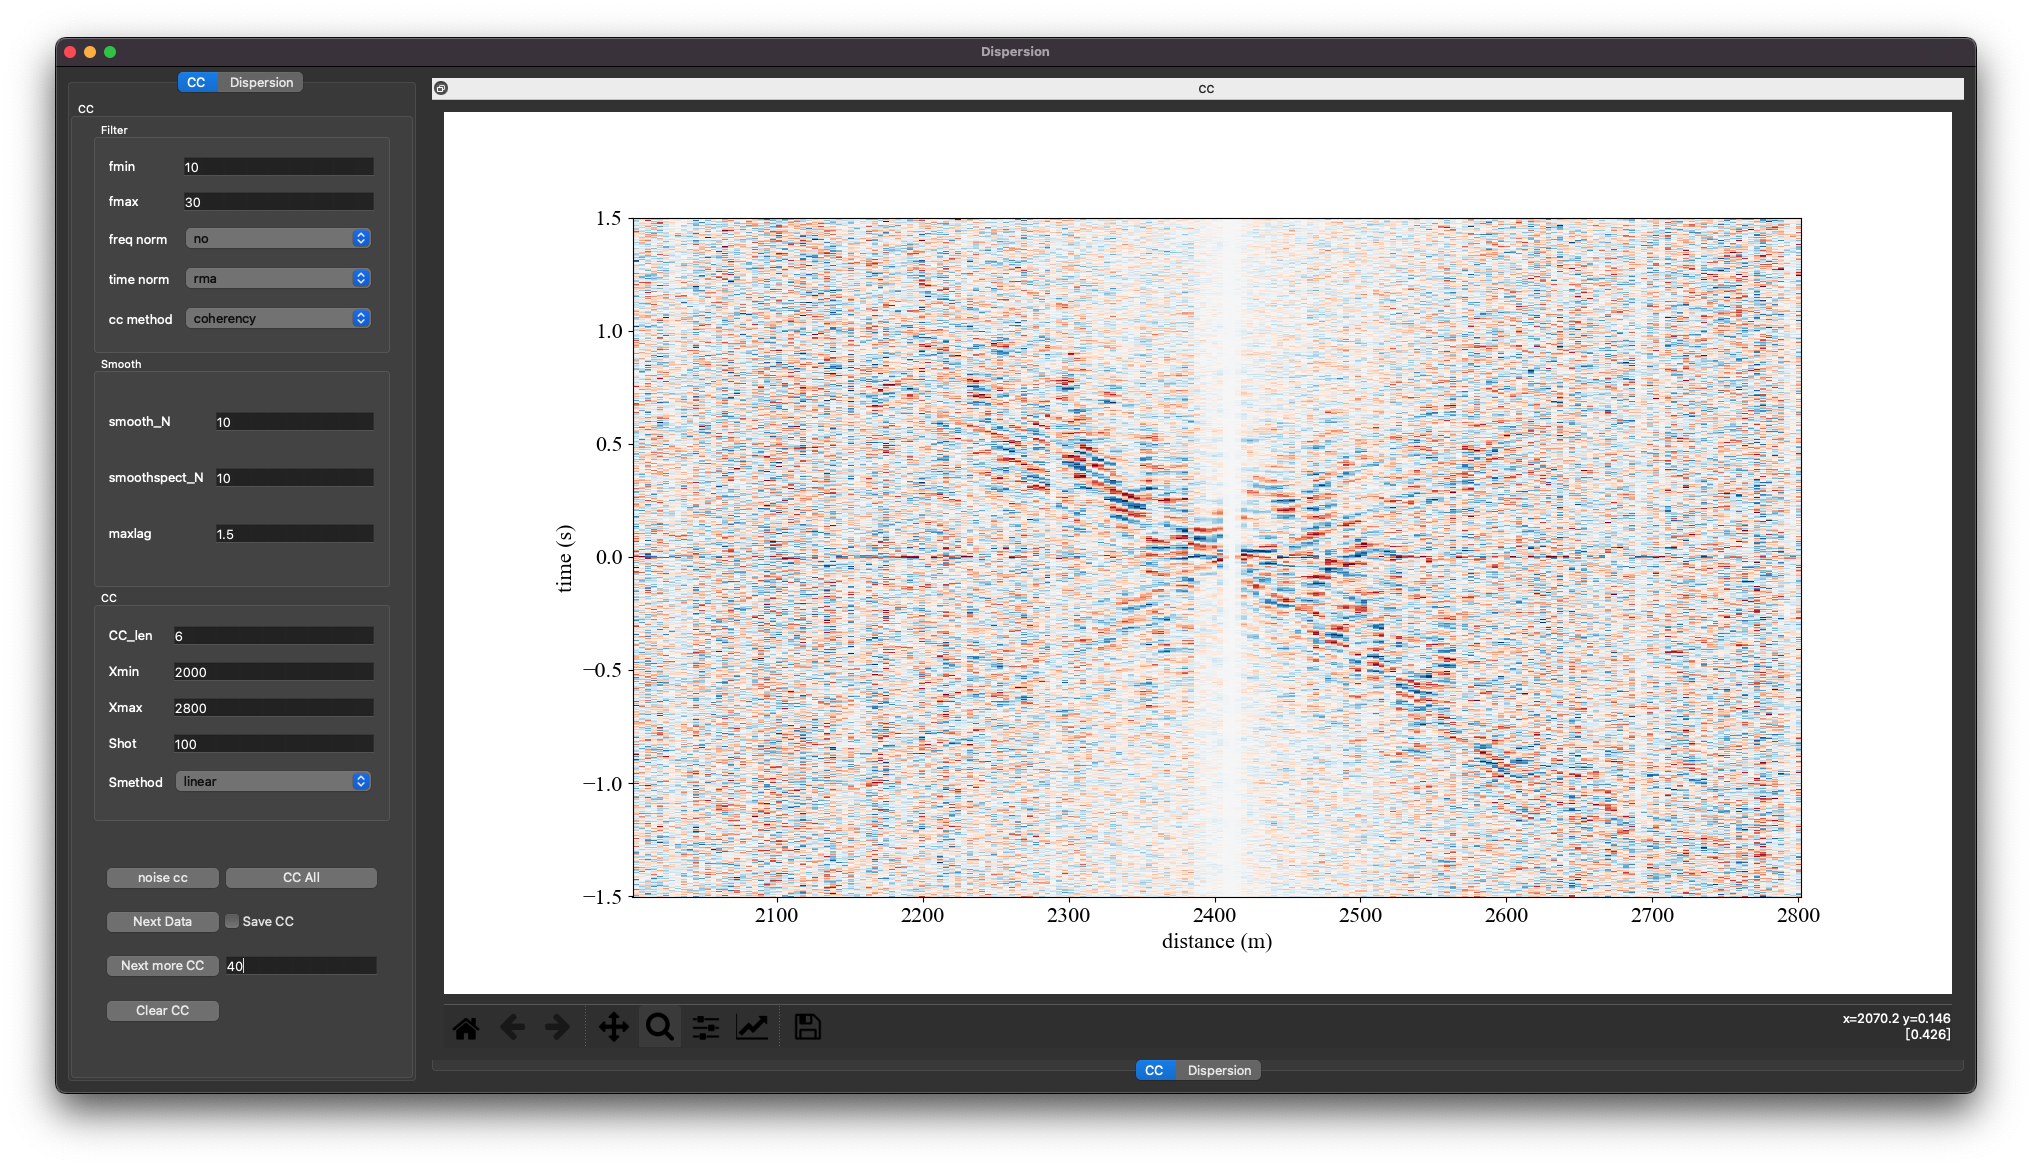 Dispersion
CC Dispersion
CC
Filter
fmin 10
fmax 30
freq norm no
time norm rma
cc method coherency
Smooth
smooth_N 10
smoothspect_N 10
maxlag 1.5
CC
CC_len 6
Xmin 2000
Xmax 2800
Shot 100
Smethod linear
noise cc CC All
Next Data Save CC
Next more CC 40
Clear CC
cc
1.5
1.0
0.5
0.0
−0.5
−1.0
−1.5
time (s)
2100 2200 2300 2400 2500 2600 2700 2800
distance (m)
x=2070.2 y=0.146
[0.426]
CC Dispersion